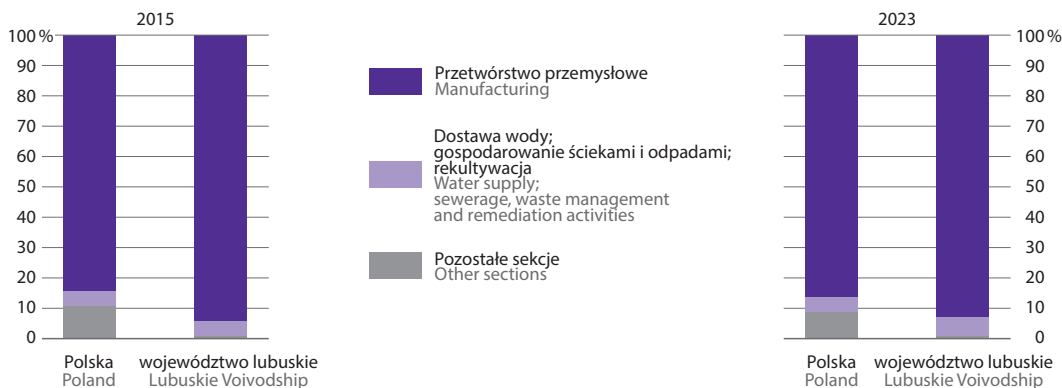 2015
100 %
90
80
70
60
50
40
30
20
10
0
Polska
Poland
województwo lubuskie
Lubuskie Voivodship
Przetwórstwo przemysłowe
Manufacturing
Dostawa wody;
gospodarowanie ściekami i odpadami;
rekultywacja
Water supply;
sewerage, waste management
and remediation activities
Pozostałe sekcje
Other sections
2023
100 %
90
80
70
60
50
40
30
20
10
0
Polska
Poland
województwo lubuskie
Lubuskie Voivodship